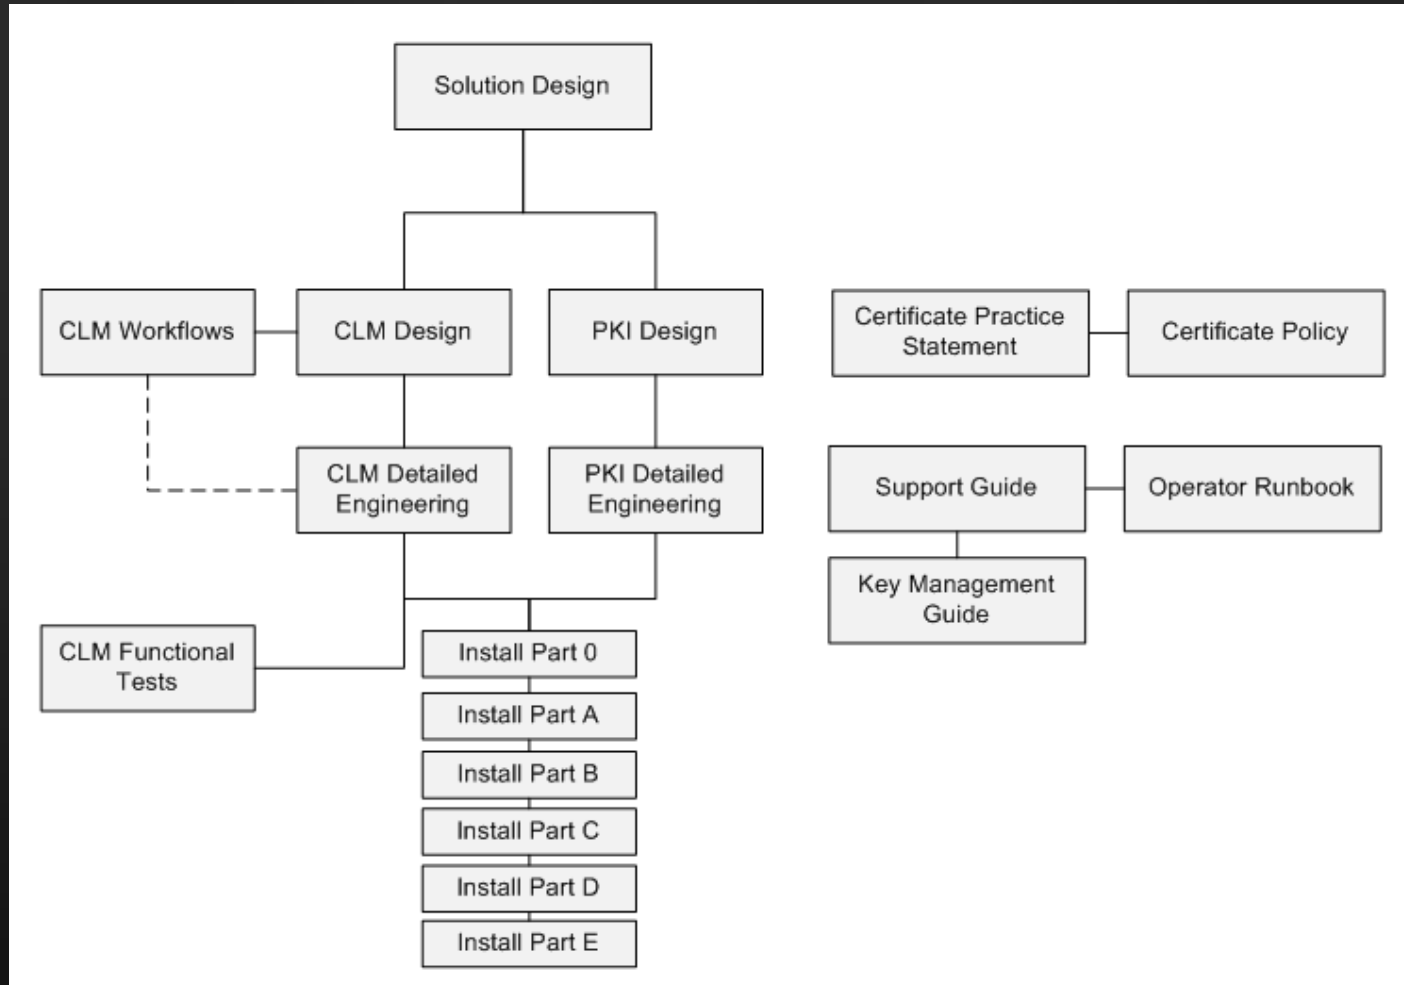 Solution Design
CLM Workflows
CLM Design
PKI Design
Certificate Practice
Statement
Certificate Policy
CLM Detailed
Engineering
PKI Detailed
Engineering
Support Guide
Operator Runbook
Key Management
Guide
CLM Functional
Tests
Install Part 0
Install Part A
Install Part B
Install Part C
Install Part D
Install Part E